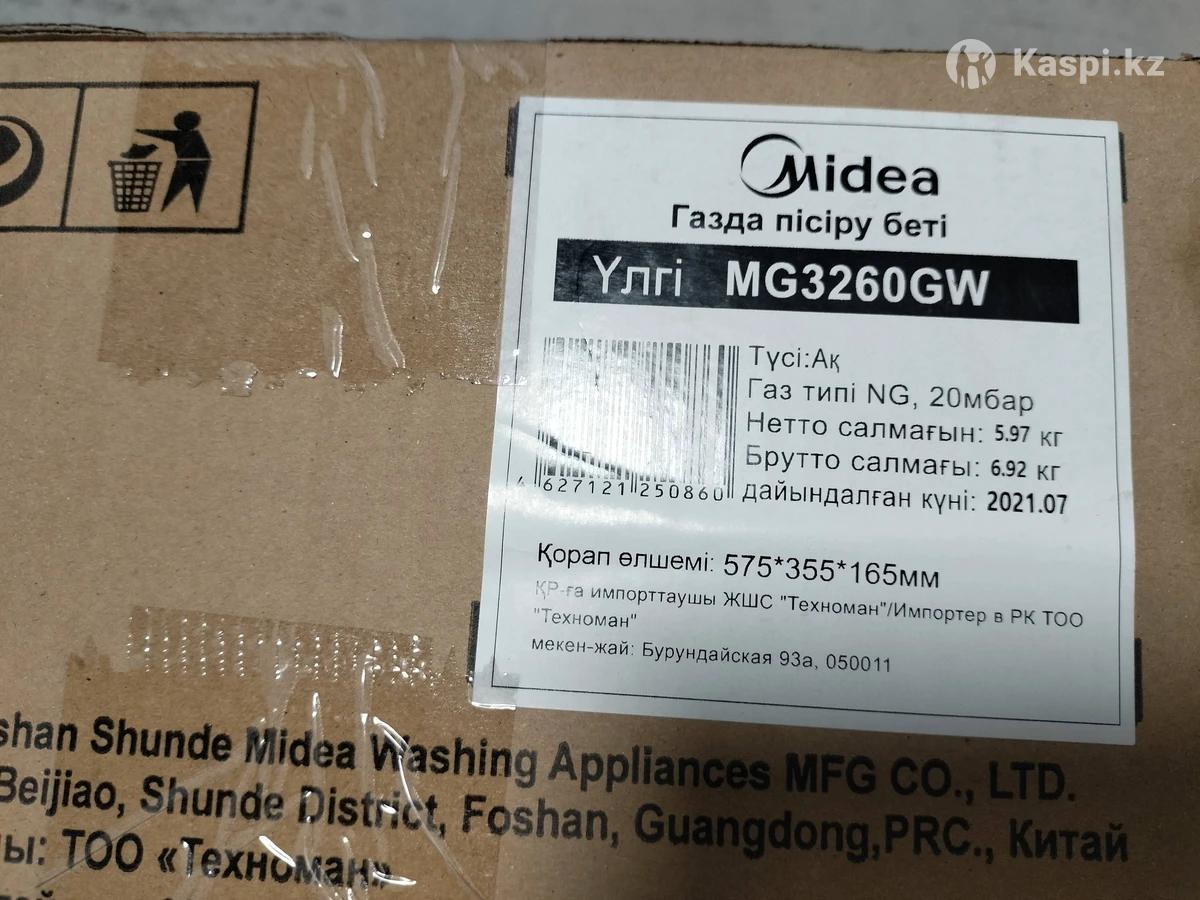 Kaspi.kz
Midea
Газда пісіру беті
Үлгі MG3260GW
Түсі:Ақ
Газ типі NG, 20мбар
Нетто салмағын: 5.97 кг
Брутто салмағы: 6.92 кг
дайындалған күні: 2021.07
4 627121 250860
Қорап өлшемі: 575*355*165мм
ҚР-ға импорттаушы ЖШС "Техноман"/Импортер в РК ТОО
"Техноман"
мекен-жай: Бурундайская 93а, 050011
shan Shunde Midea Washing Appliances MFG CO., LTD.
Beijiao, Shunde District, Foshan, Guangdong,PRC., Китай
ы: ТОО «Техноман»